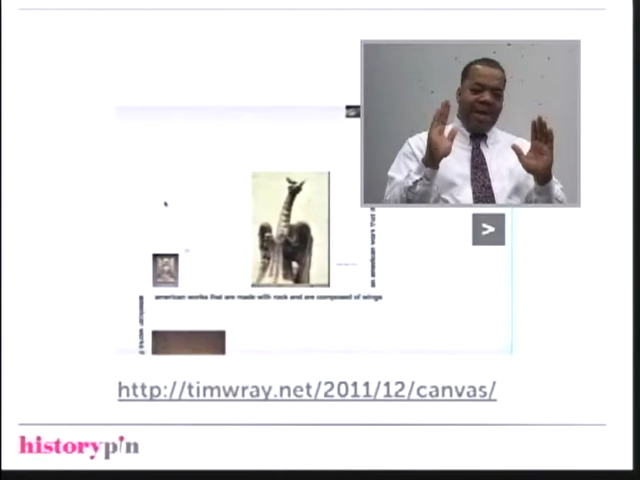 >
american works that are made with rock and are composed of wings
http://timwray.net/2011/12/canvas/
historypin